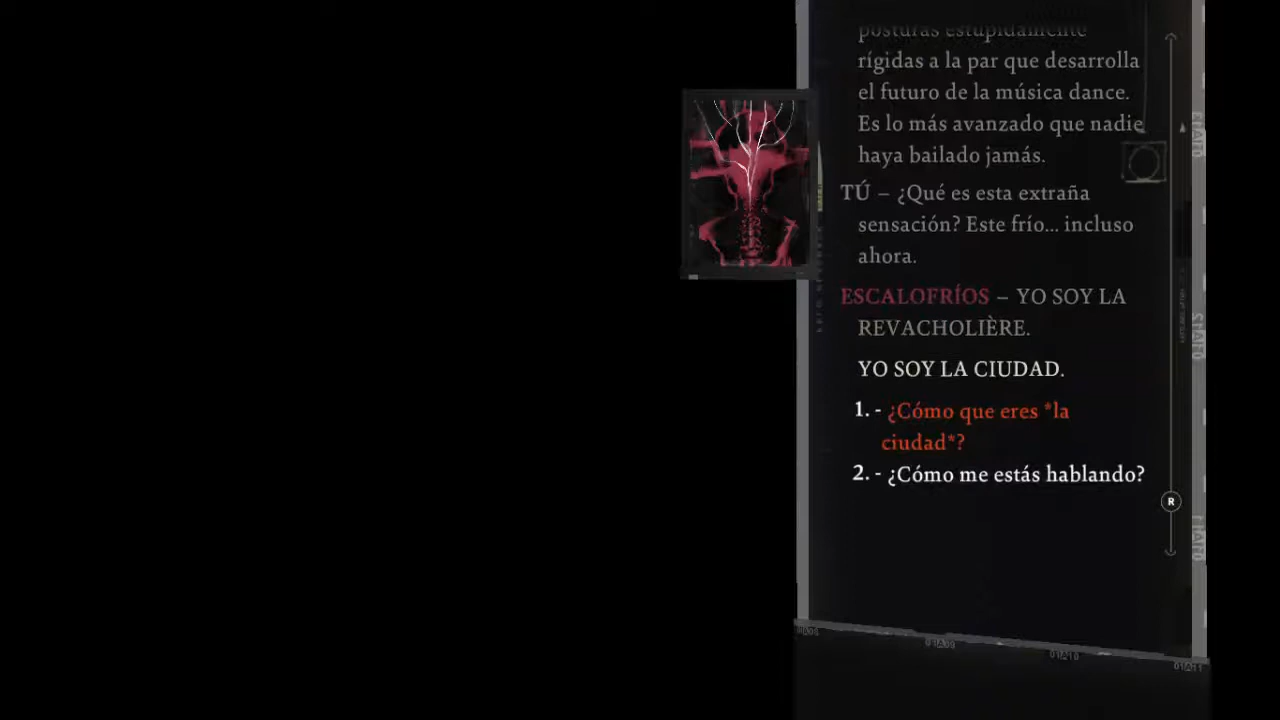 posturas estúpidamente
rígidas a la par que desarrolla
el futuro de la música dance.
Es lo más avanzado que nadie
haya bailado jamás.
TÚ – ¿Qué es esta extraña
sensación? Este frío... incluso
ahora.
ESCALOFRÍOS – YO SOY LA
REVACHOLIÈRE.
YO SOY LA CIUDAD.
1. - ¿Cómo que eres *la
ciudad*?
2. - ¿Cómo me estás hablando?
R